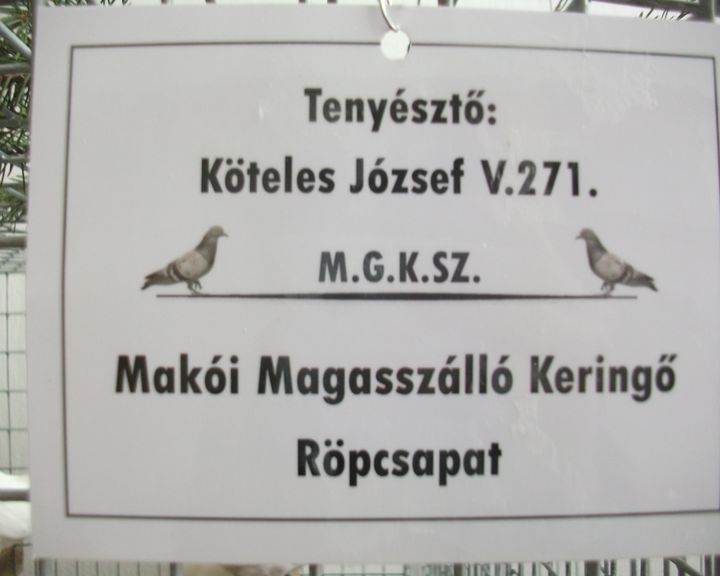 Tenyésztő:
Köteles József V.271.
M.G.K.SZ.
Makói Magasszálló Keringő
Röpcsapat